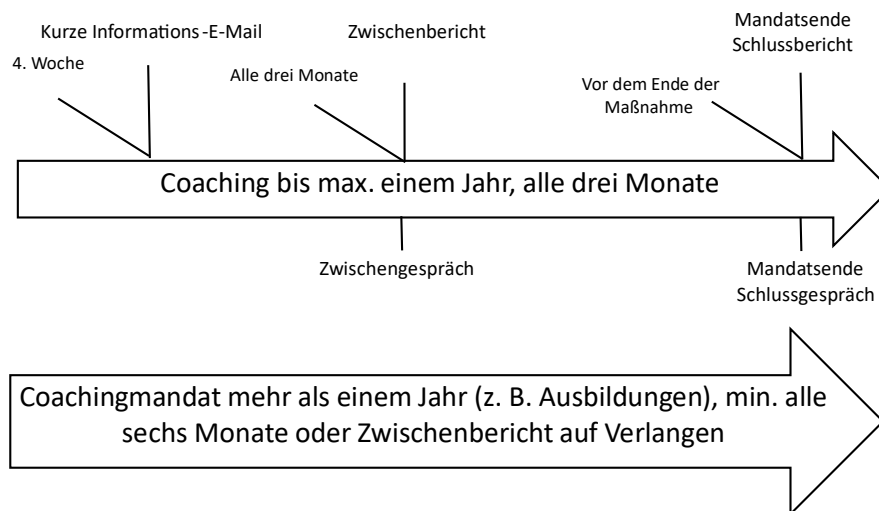 Kurze Informations-E-Mail
4. Woche
Zwischenbericht
Alle drei Monate
Mandatsende
Schlussbericht
Vor dem Ende der
Maßnahme
Coaching bis max. einem Jahr, alle drei Monate
Zwischengespräch
Mandatsende
Schlussgespräch
Coachingmandat mehr als einem Jahr (z. B. Ausbildungen), min. alle
sechs Monate oder Zwischenbericht auf Verlangen